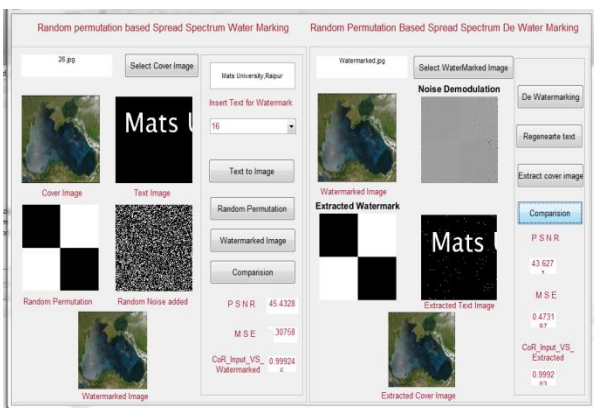 Random permutation based Spread Spectrum Water Marking
26.jpg
Select Cover Image
Mats University,Raipur
Insert Text for Watermark
16
Mats U
Cover Image
Text Image
Text to Image
Random Permutation
Watermarked Image
Comparision
Random Permutation
Random Noise added
P S N R
45.4328
M S E
30758
CoR_Input_VS_
Watermarked
0.99924
Watermarked Image
Random Permutation Based Spread Spectrum De Water Marking
Watermarked.jpg
Select WaterMarked Image
Noise Demodulation
De Watermarking
Regenearte text
Extract cover image
Comparision
Watermarked Image
Extracted Watermark
Mats U
Extracted Text Image
P S N R
43.627
M S E
0.4731
CoR_Input_VS_
Extracted
0.9992
Extracted Cover Image